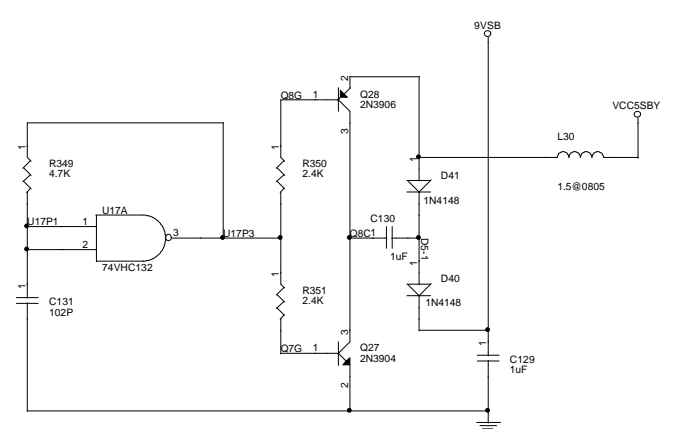 9VSB
2
Q8G
1
Q28
2N3906
VCC5SBY
3
L30
1
R349
4.7K
1
R350
2.4K
1
D41
1N4148
1.5@0805
U17A
U17P1
1
2
3
U17P3
74VHC132
C130
Q8C1
1uF
D5-1
1
1
C131
102P
1
R351
2.4K
D40
1N4148
3
Q7G
1
Q27
2N3904
2
1
C129
1uF